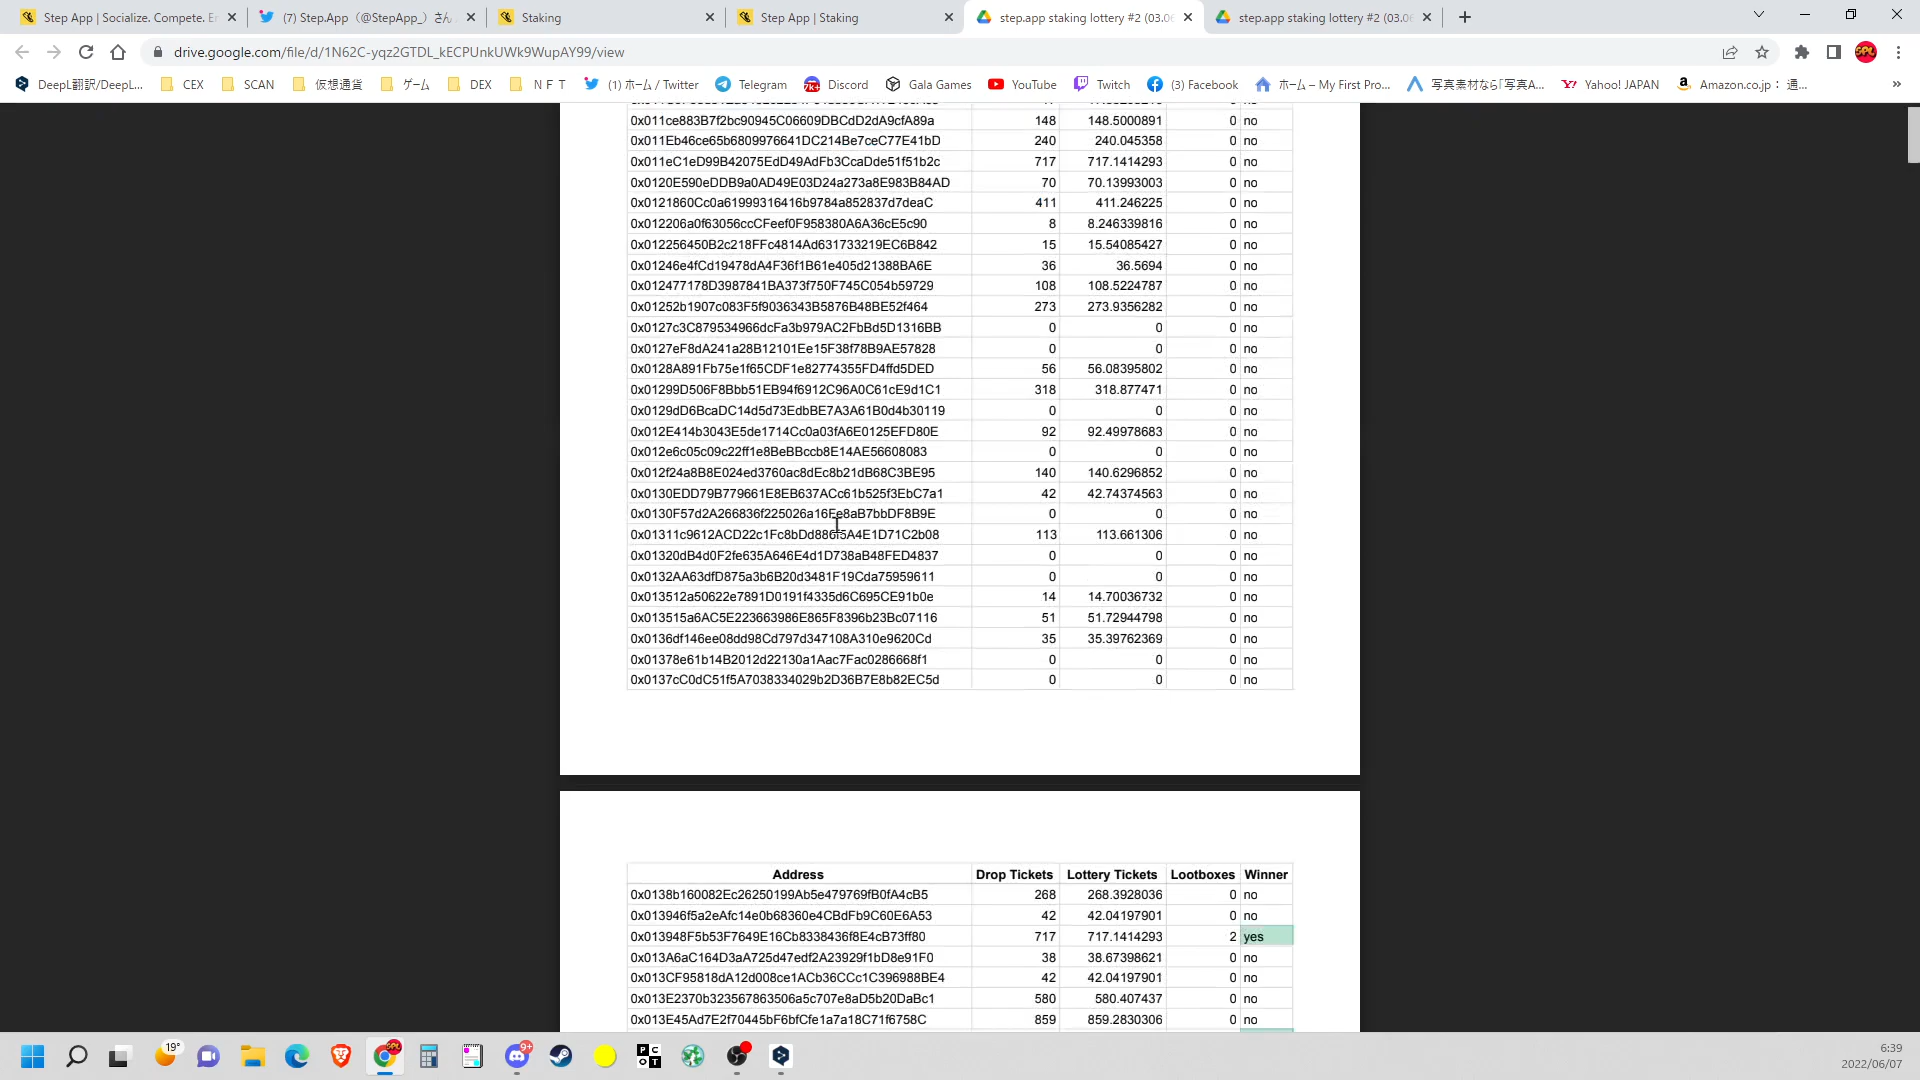 Step App | Socialize. Compete. Er
(7) Step.App（@StepApp_）さん
Staking
Step App | Staking
step.app staking lottery #2 (03.06
step.app staking lottery #2 (03.06
drive.google.com/file/d/1N62C-yqz2GTDL_kECPUnkUWk9WupAY99/view
DeepL翻訳/DeepL... CEX SCAN 仮想通貨 ゲーム DEX N F T (1) ホーム / Twitter Telegram Discord Gala Games YouTube Twitch (3) Facebook ホーム – My First Pro... 写真素材なら「写真A... Yahoo! JAPAN Amazon.co.jp： 通...
0x011ce883B7f2bc90945C06609DBCdD2dA9cfA89a 148 148.5000891 0 no
0x011Eb46ce65b6809976641DC214Be7ceC77E41bD 240 240.045358 0 no
0x011eC1eD99B42075EdD49AdFb3CcaDde51f51b2c 717 717.1414293 0 no
0x0120E590eDDB9a0AD49E03D24a273a8E983B84AD 70 70.13993003 0 no
0x0121860Cc0a61999316416b9784a852837d7deaC 411 411.246225 0 no
0x012206a0f63056ccCFeef0F958380A6A36cE5c90 8 8.246339816 0 no
0x012256450B2c218FFc4814Ad631733219EC6B842 15 15.54085427 0 no
0x01246e4fCd19478dA4F36f1B61e405d21388BA6E 36 36.5694 0 no
0x012477178D3987841BA373f750F745C054b59729 108 108.5224787 0 no
0x01252b1907c083F5f9036343B5876B48BE52f464 273 273.9356282 0 no
0x0127c3C879534966dcFa3b979AC2FbBd5D1316BB 0 0 0 no
0x0127eF8dA241a28B12101Ee15F38f78B9AE57828 0 0 0 no
0x0128A891Fb75e1f65CDF1e82774355FD4ffd5DED 56 56.08395802 0 no
0x01299D506F8Bbb51EB94f6912C96A0C61cE9d1C1 318 318.877471 0 no
0x0129dD6BcaDC14d5d73EdbBE7A3A61B0d4b30119 0 0 0 no
0x012E414b3043E5de1714Cc0a03fA6E0125EFD80E 92 92.49978683 0 no
0x012e6c05c09c22ff1e8BeBBccb8E14AE56608083 0 0 0 no
0x012f24a8B8E024ed3760ac8dEc8b21dB68C3BE95 140 140.6296852 0 no
0x0130EDD79B779661E8EB637ACc61b525f3EbC7a1 42 42.74374563 0 no
0x0130F57d2A266836f225026a16Ee8aB7bbDF8B9E 0 0 0 no
0x01311c9612ACD22c1Fc8bDd886f5A4E1D71C2b08 113 113.661306 0 no
0x01320dB4d0F2fe635A646E4d1D738aB48FED4837 0 0 0 no
0x0132AA63dfD875a3b6B20d3481F19Cda75959611 0 0 0 no
0x013512a50622e7891D0191f4335d6C695CE91b0e 14 14.70036732 0 no
0x013515a6AC5E223663986E865F8396b23Bc07116 51 51.72944798 0 no
0x0136df146ee08dd98Cd797d347108A310e9620Cd 35 35.39762369 0 no
0x01378e61b14B2012d22130a1Aac7Fac0286668f1 0 0 0 no
0x0137cC0dC51f5A7038334029b2D36B7E8b82EC5d 0 0 0 no
Address Drop Tickets Lottery Tickets Lootboxes Winner
0x0138b160082Ec26250199Ab5e479769fB0fA4cB5 268 268.3928036 0 no
0x013946f5a2eAfc14e0b68360e4CBdFb9C60E6A53 42 42.04197901 0 no
0x013948F5b53F7649E16Cb8338436f8E4cB73ff80 717 717.1414293 2 yes
0x013A6aC164D3aA725d47edf2A23929f1bD8e91F0 38 38.67398621 0 no
0x013CF95818dA12d008ce1ACb36CCc1C396988BE4 42 42.04197901 0 no
0x013E2370b323567863506a5c707e8aD5b20DaBc1 580 580.407437 0 no
0x013E45Ad7E2f70445bF6bfCfe1a7a18C71f6758C 859 859.2830306 0 no
19°
9+
6:39
2022/06/07